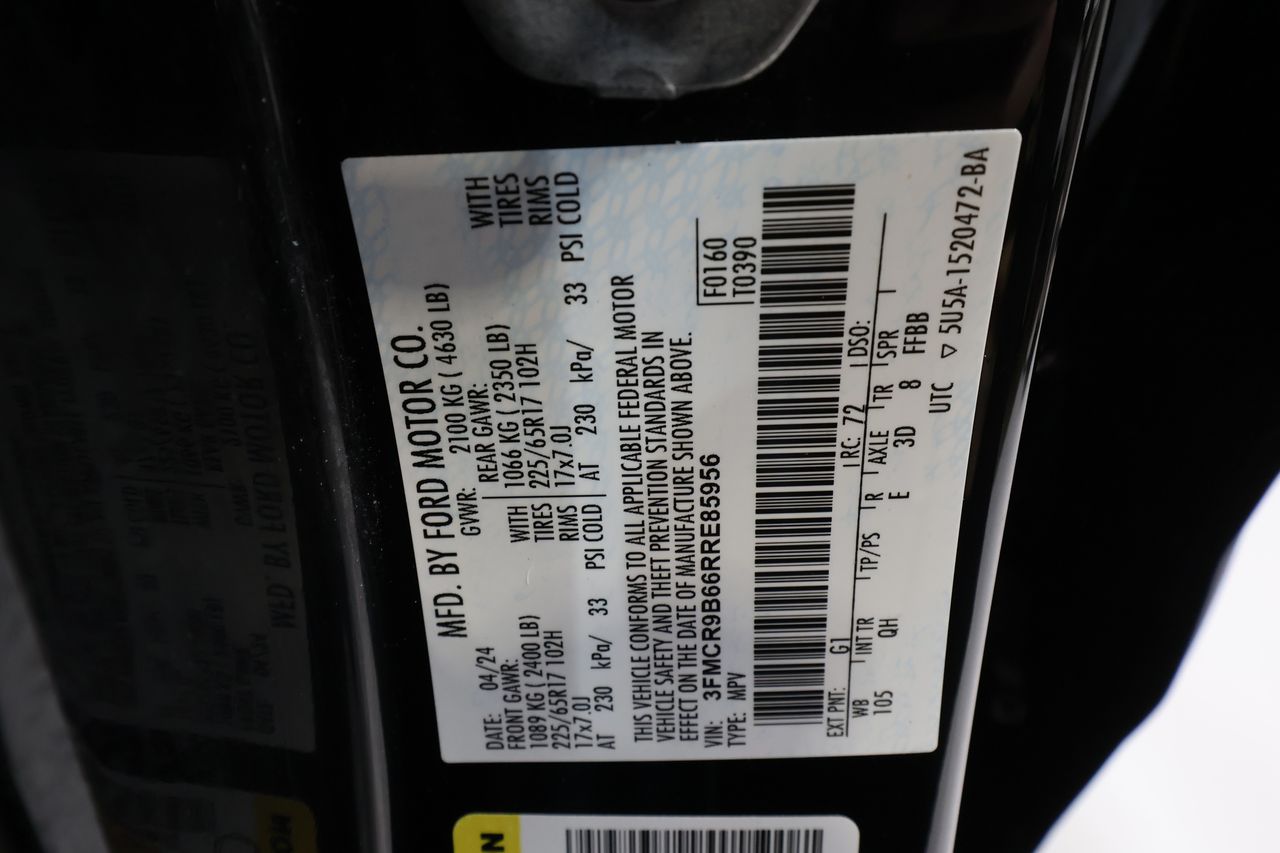 MFD. BY FORD MOTOR CO.
DATE: 04/24 GVWR: 2100 KG ( 4630 LB)
FRONT GAWR: REAR GAWR:
1089 KG ( 2400 LB) WITH 1066 KG ( 2350 LB) WITH
225/65R17 102H TIRES 225/65R17 102H TIRES
17x7.0J RIMS 17x7.0J RIMS
AT 230 kPa/ 33 PSI COLD AT 230 kPa/ 33 PSI COLD
THIS VEHICLE CONFORMS TO ALL APPLICABLE FEDERAL MOTOR
VEHICLE SAFETY AND THEFT PREVENTION STANDARDS IN
EFFECT ON THE DATE OF MANUFACTURE SHOWN ABOVE.
VIN: 3FMCR9B66RRE85956 F0160
TYPE: MPV T0390
EXT PNT: G1 RC: 72 DSO:
WB INT TR TP/PS R AXLE TR SPR
105 QH E 3D 8 FFBB
UTC ▽ 5U5A-1520472-BA